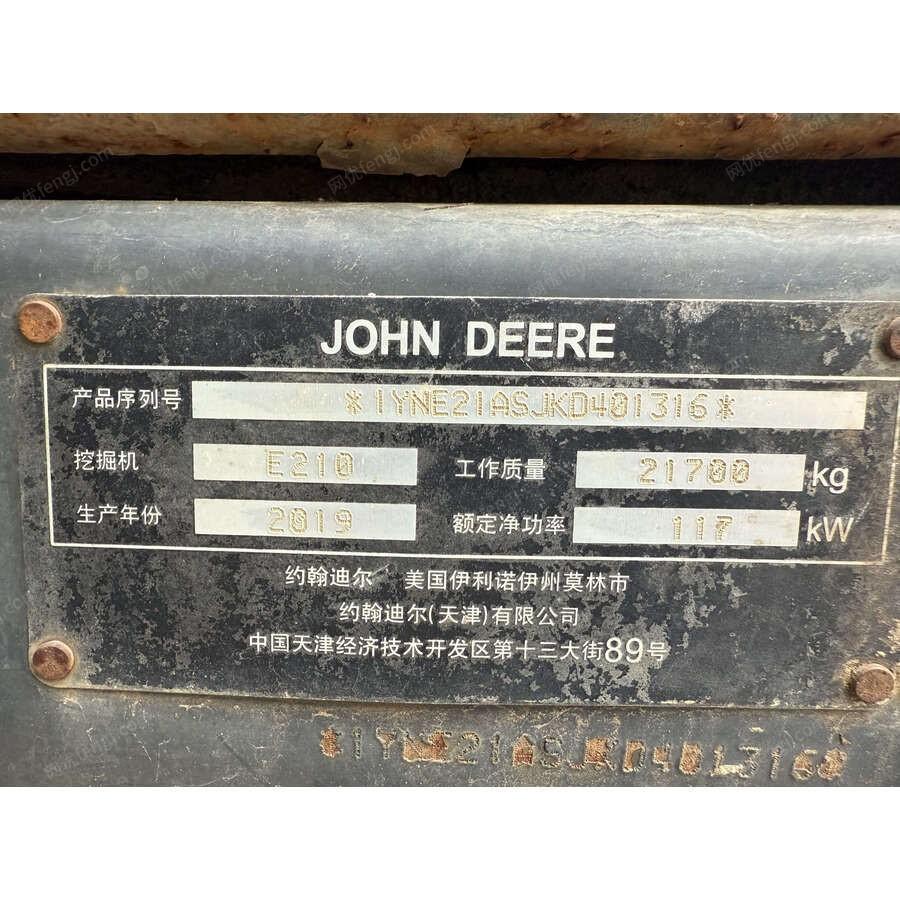 JOHN DEERE
产品序列号 *1YNE21ASJKD401316*
挖掘机 E210 工作质量 21700 kg
生产年份 2019 额定净功率 117 kW
约翰迪尔 美国伊利诺伊州莫林市
约翰迪尔(天津)有限公司
中国天津经济技术开发区第十三大街89号
*1YNE21ASJKD401316*